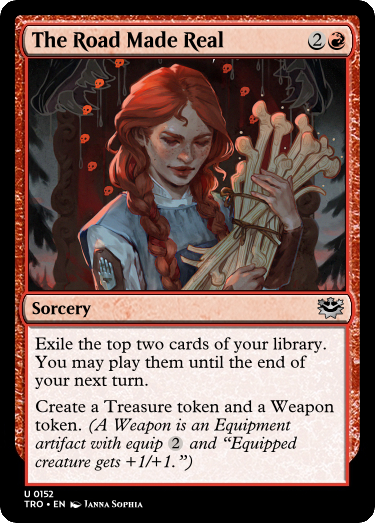 The Road Made Real 2
Sorcery
Exile the top two cards of your library.
You may play them until the end of
your next turn.
Create a Treasure token and a Weapon
token. (A Weapon is an Equipment
artifact with equip 2 and “Equipped
creature gets +1/+1.”)
U 0152
TRO • EN Janna Sophia